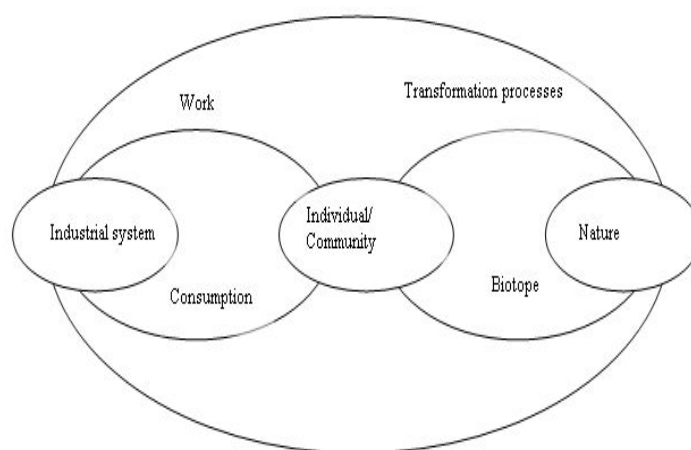 Work
Transformation processes
Industrial system
Individual/
Community
Nature
Consumption
Biotope